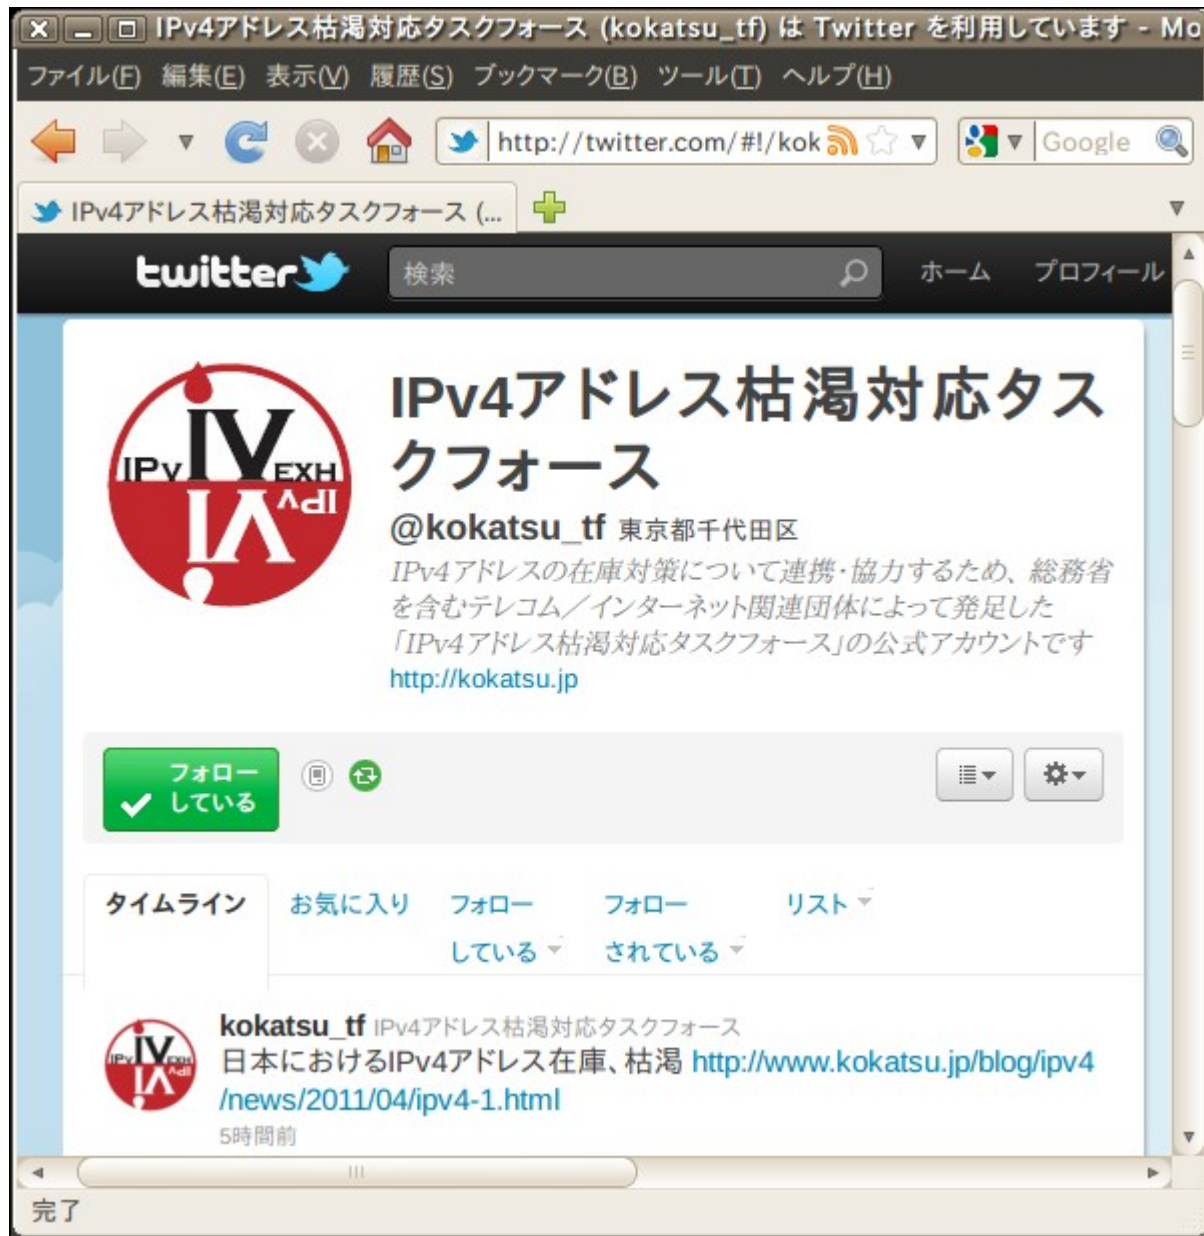 IPv4アドレス枯渇対応タスクフォース (kokatsu_tf) は Twitter を利用しています - Mo
ファイル(F) 編集(E) 表示(V) 履歴(S) ブックマーク(B) ツール(T) ヘルプ(H)
http://twitter.com/#!/kok Google
IPv4アドレス枯渇対応タスクフォース (...
twitter 検索 ホーム プロフィール
IPv4アドレス枯渇対応タス
クフォース
IPv IV EXH
IPv VI
@kokatsu_tf 東京都千代田区
IPv4アドレスの在庫対策について連携・協力するため、総務省
を含むテレコム／インターネット関連団体によって発足した
「IPv4アドレス枯渇対応タスクフォース」の公式アカウントです
http://kokatsu.jp
フォロー
している
タイムライン お気に入り フォロー フォロー リスト
している されている
kokatsu_tf IPv4アドレス枯渇対応タスクフォース
日本におけるIPv4アドレス在庫、枯渇 http://www.kokatsu.jp/blog/ipv4
/news/2011/04/ipv4-1.html
IPv IV EXH
IPv VI
5時間前
完了